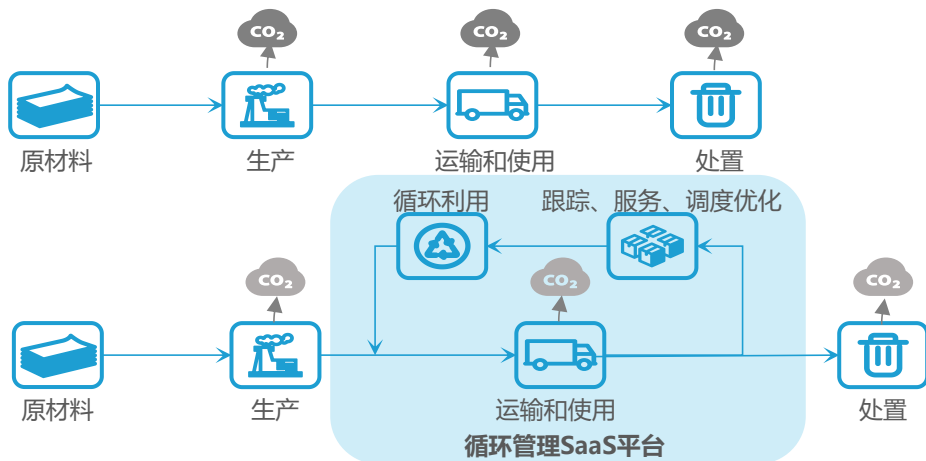 CO₂ CO₂ CO₂
原材料 生产 运输和使用 处置
循环利用 跟踪、服务、调度优化
CO₂ CO₂ CO₂
原材料 生产 运输和使用 处置
循环管理SaaS平台